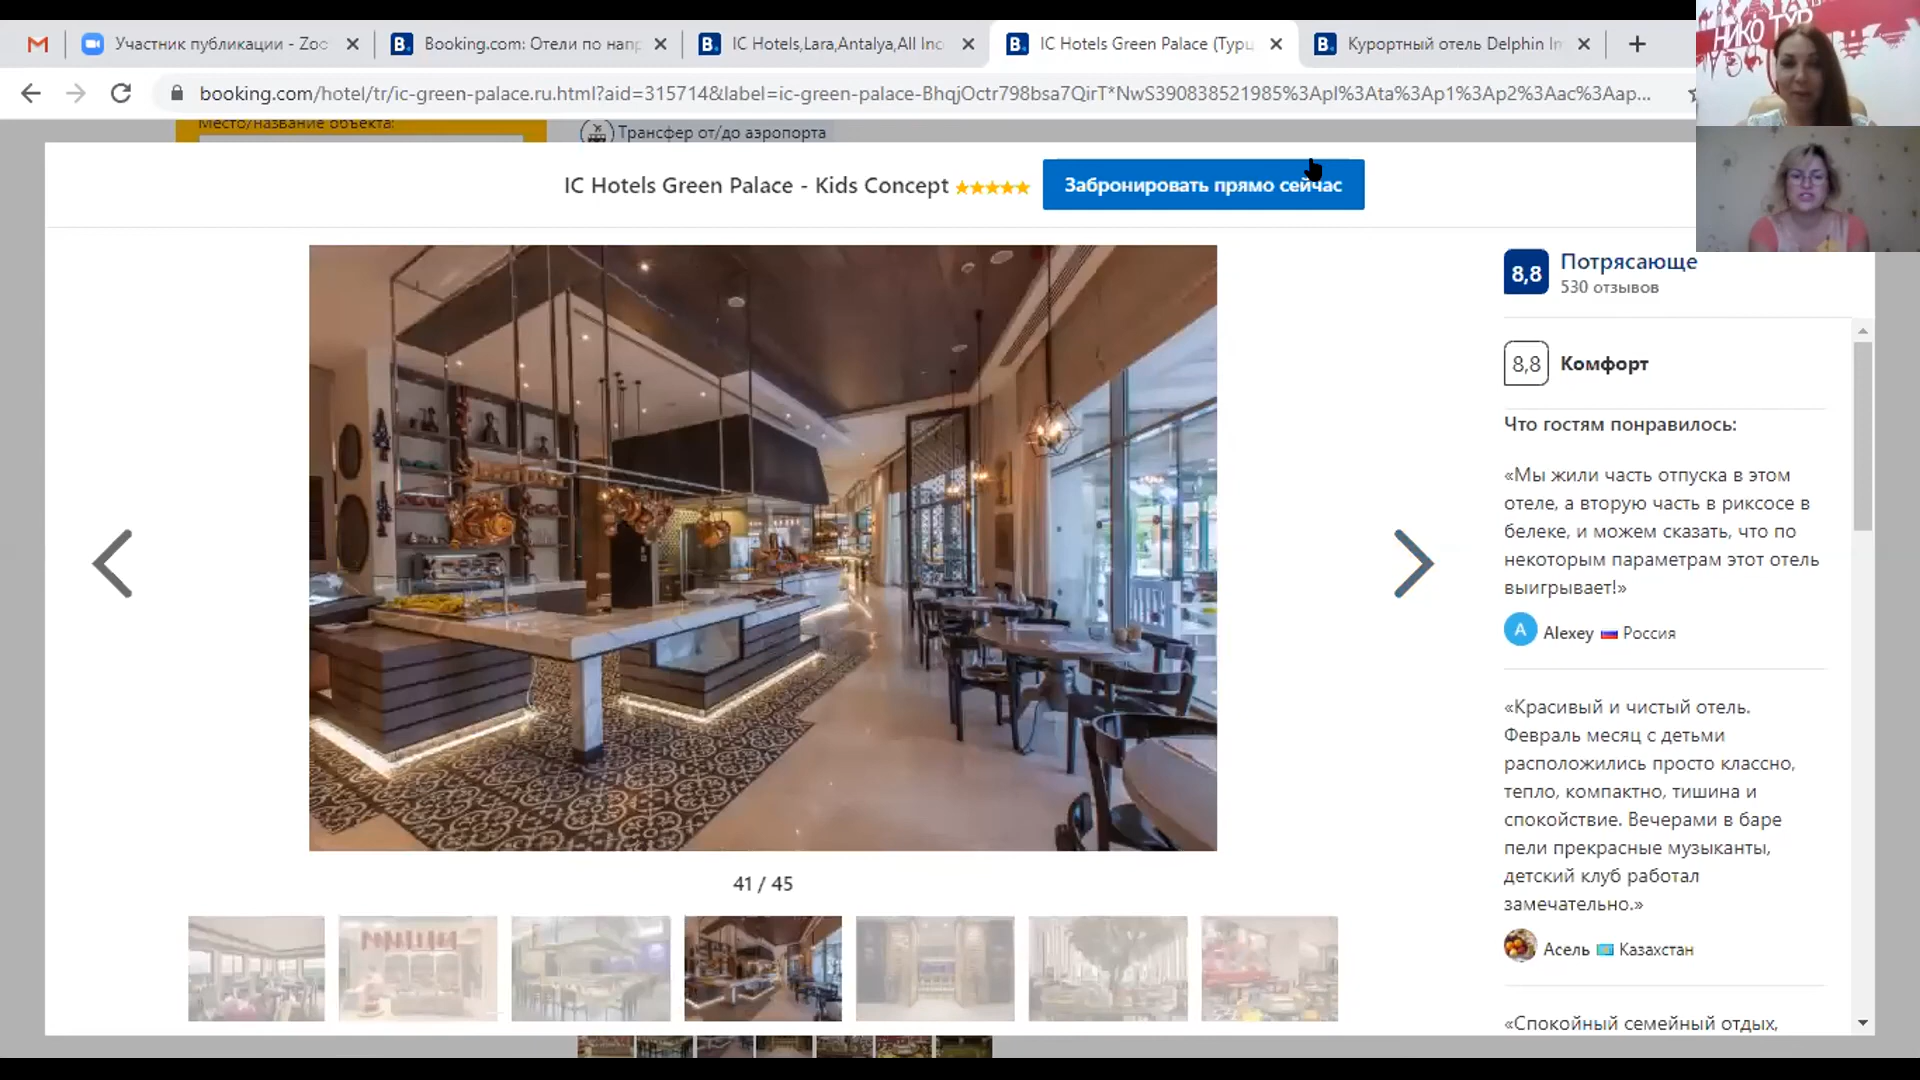 Участник публикации - Zoo
Booking.com: Отели по нап
IC Hotels,Lara,Antalya,All Inc
IC Hotels Green Palace (Турц
Курортный отель Delphin Im
booking.com/hotel/tr/ic-green-palace.ru.html?aid=315714&label=ic-green-palace-BhqjOctr798bsa7QirT*NwS390838521985%3Apl%3Ata%3Ap1%3Ap2%3Aac%3Aap...
НИКО ТУР
Место/название объекта:
Трансфер от/до аэропорта
IC Hotels Green Palace - Kids Concept
Забронировать прямо сейчас
8,8
Потрясающе
530 отзывов
8,8 Комфорт
Что гостям понравилось:
«Мы жили часть отпуска в этом
отеле, а вторую часть в риксосе в
белеке, и можем сказать, что по
некоторым параметрам этот отель
выигрывает!»
A Alexey Россия
«Красивый и чистый отель.
Февраль месяц с детьми
расположились просто классно,
тепло, компактно, тишина и
спокойствие. Вечерами в баре
пели прекрасные музыканты,
детский клуб работал
замечательно.»
Асель Казахстан
«Спокойный семейный отдых,
41 / 45